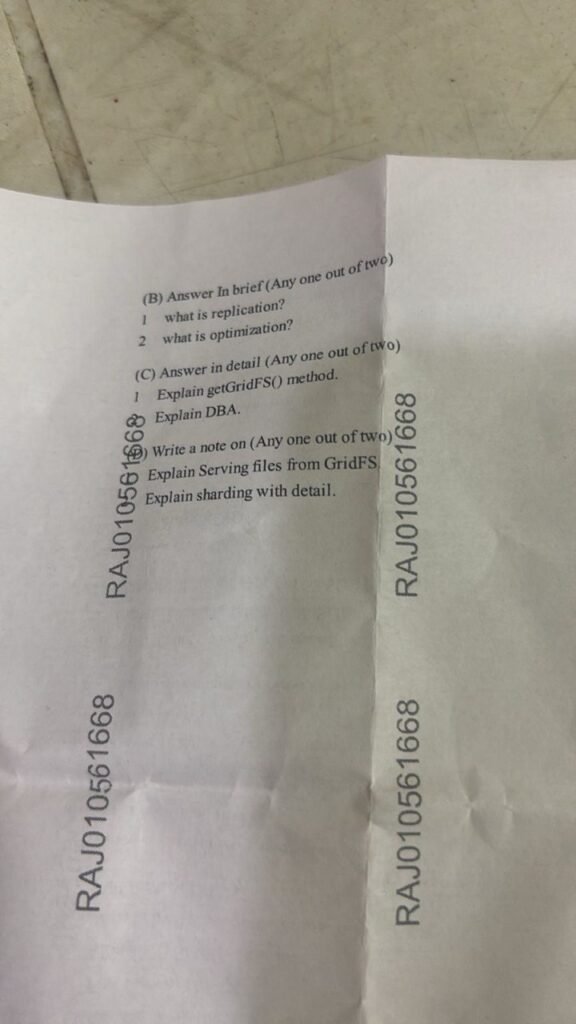 (B) Answer In brief (Any one out of two)
1 what is replication?
2 what is optimization?
(C) Answer in detail (Any one out of two)
1 Explain getGridFS() method.
Explain DBA.
(D) Write a note on (Any one out of two)
Explain Serving files from GridFS
Explain sharding with detail.
RAJ010561668
RAJ010561668
RAJ010561668
RAJ010561668